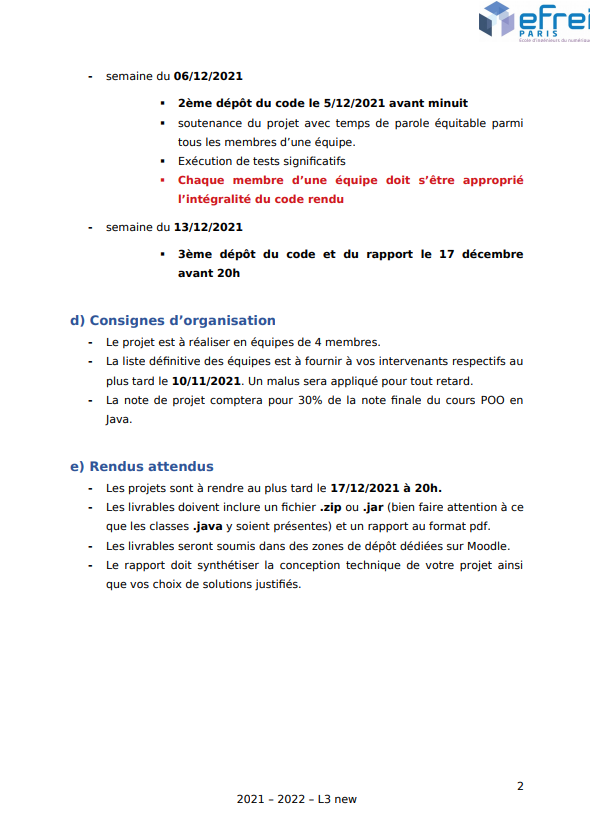 efrei
PARIS
École d'ingénieurs du numérique
- semaine du 06/12/2021
▪ 2ème dépôt du code le 5/12/2021 avant minuit
▪ soutenance du projet avec temps de parole équitable parmi
tous les membres d’une équipe.
▪ Exécution de tests significatifs
▪ Chaque membre d’une équipe doit s’être approprié
l’intégralité du code rendu
- semaine du 13/12/2021
▪ 3ème dépôt du code et du rapport le 17 décembre
avant 20h
d) Consignes d’organisation
- Le projet est à réaliser en équipes de 4 membres.
- La liste définitive des équipes est à fournir à vos intervenants respectifs au
plus tard le 10/11/2021. Un malus sera appliqué pour tout retard.
- La note de projet comptera pour 30% de la note finale du cours POO en
Java.
e) Rendus attendus
- Les projets sont à rendre au plus tard le 17/12/2021 à 20h.
- Les livrables doivent inclure un fichier .zip ou .jar (bien faire attention à ce
que les classes .java y soient présentes) et un rapport au format pdf.
- Les livrables seront soumis dans des zones de dépôt dédiées sur Moodle.
- Le rapport doit synthétiser la conception technique de votre projet ainsi
que vos choix de solutions justifiés.
2
2021 – 2022 – L3 new